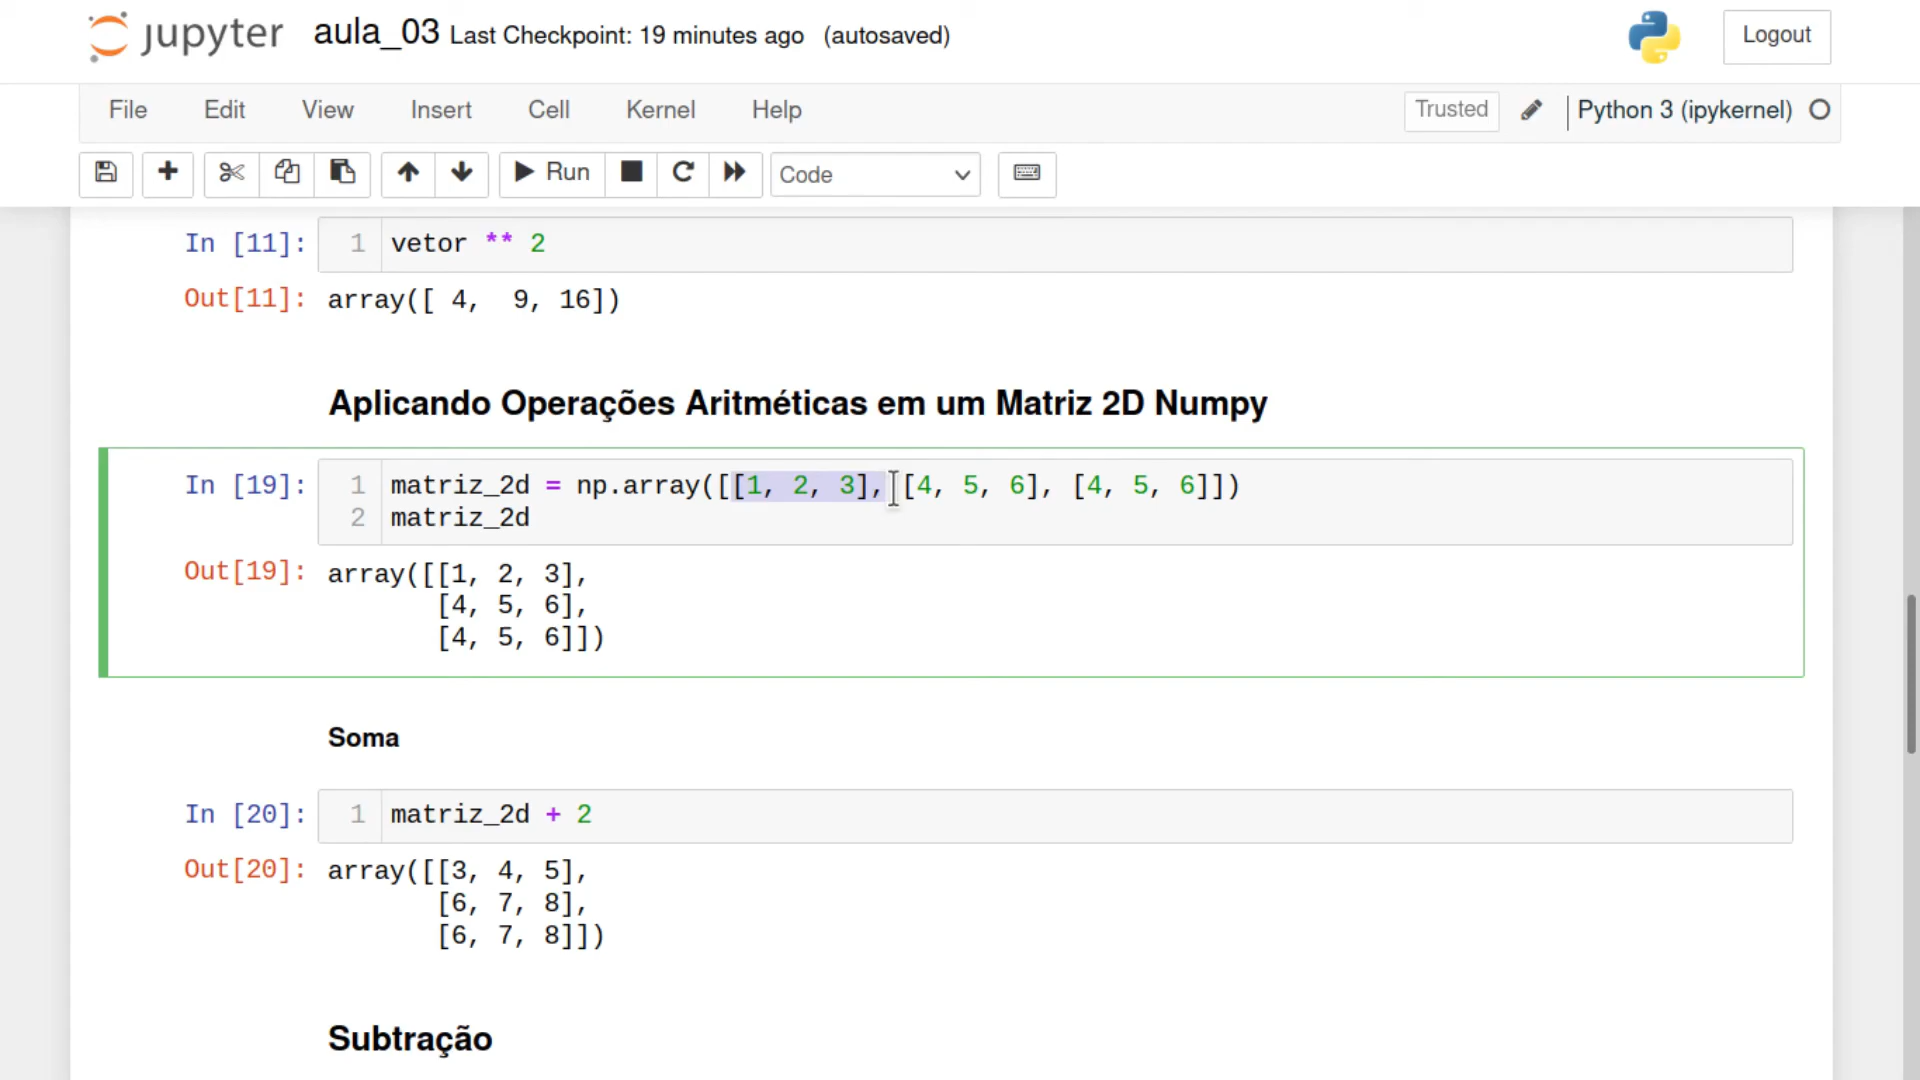 jupyter aula_03 Last Checkpoint: 19 minutes ago (autosaved) Logout
File Edit View Insert Cell Kernel Help Trusted Python 3 (ipykernel)
Run Code
In [11]: 1 vetor ** 2
Out[11]: array([ 4,  9, 16])
Aplicando Operações Aritméticas em um Matriz 2D Numpy
In [19]: 1 matriz_2d = np.array([[1, 2, 3], [4, 5, 6], [4, 5, 6]])
2 matriz_2d
Out[19]: array([[1, 2, 3],
[4, 5, 6],
[4, 5, 6]])
Soma
In [20]: 1 matriz_2d + 2
Out[20]: array([[3, 4, 5],
[6, 7, 8],
[6, 7, 8]])
Subtração